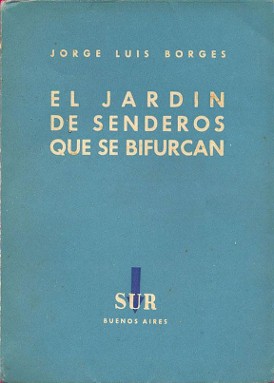 JORGE LUIS BORGES
EL JARDIN
DE SENDEROS
QUE SE BIFURCAN
SUR
BUENOS AIRES